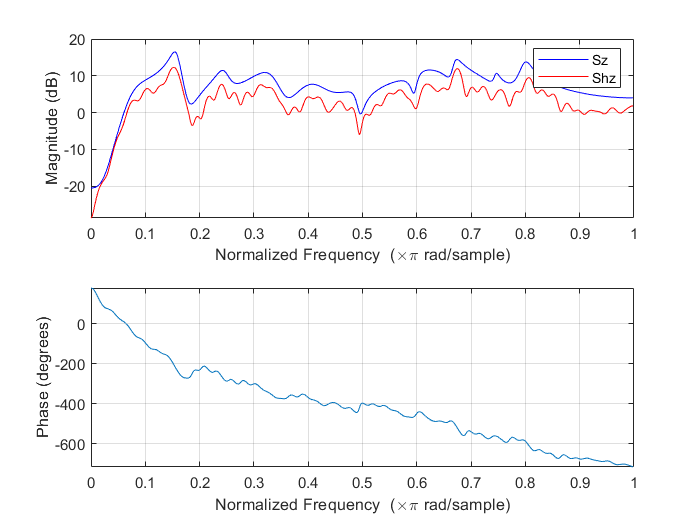 20
10
0
-10
-20
Magnitude (dB)
Sz
Shz
0 0.1 0.2 0.3 0.4 0.5 0.6 0.7 0.8 0.9 1
Normalized Frequency (×π rad/sample)
0
-200
-400
-600
Phase (degrees)
0 0.1 0.2 0.3 0.4 0.5 0.6 0.7 0.8 0.9 1
Normalized Frequency (×π rad/sample)